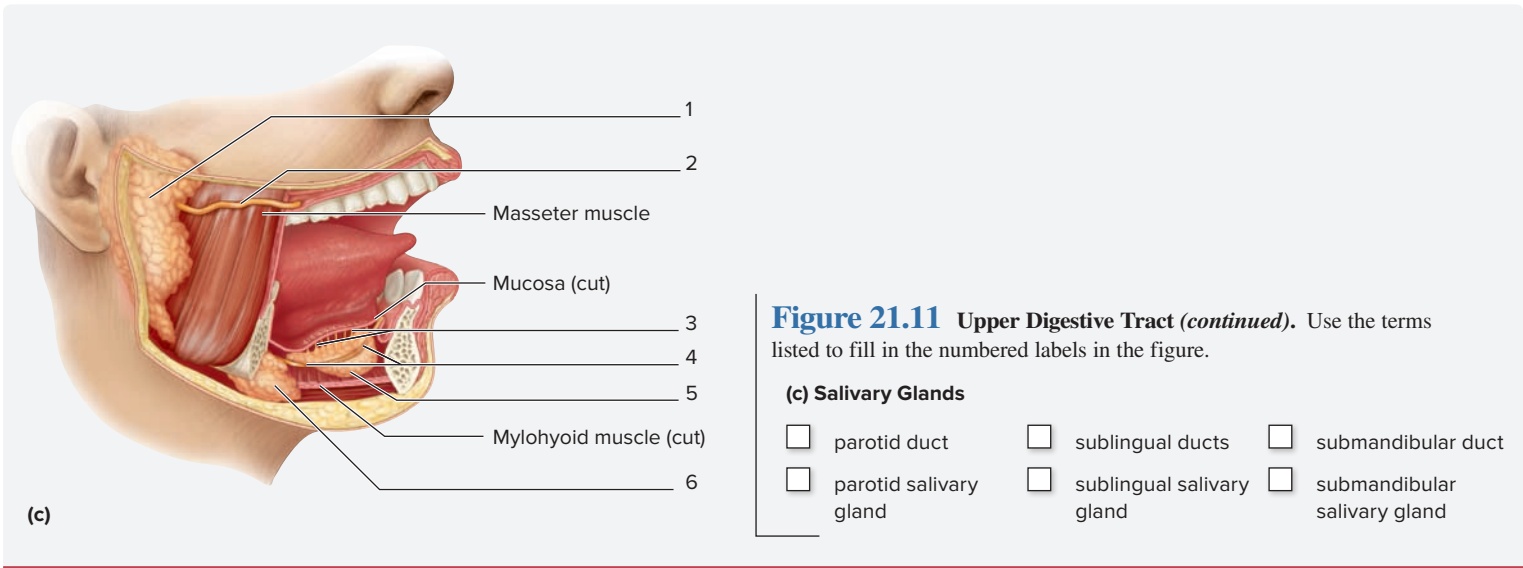 1
2
Masseter muscle
Mucosa (cut)
3
4
5
Mylohyoid muscle (cut)
6
(c)
Figure 21.11 Upper Digestive Tract (continued). Use the terms
listed to fill in the numbered labels in the figure.
(c) Salivary Glands
parotid duct
sublingual ducts
submandibular duct
parotid salivary
gland
sublingual salivary
gland
submandibular
salivary gland